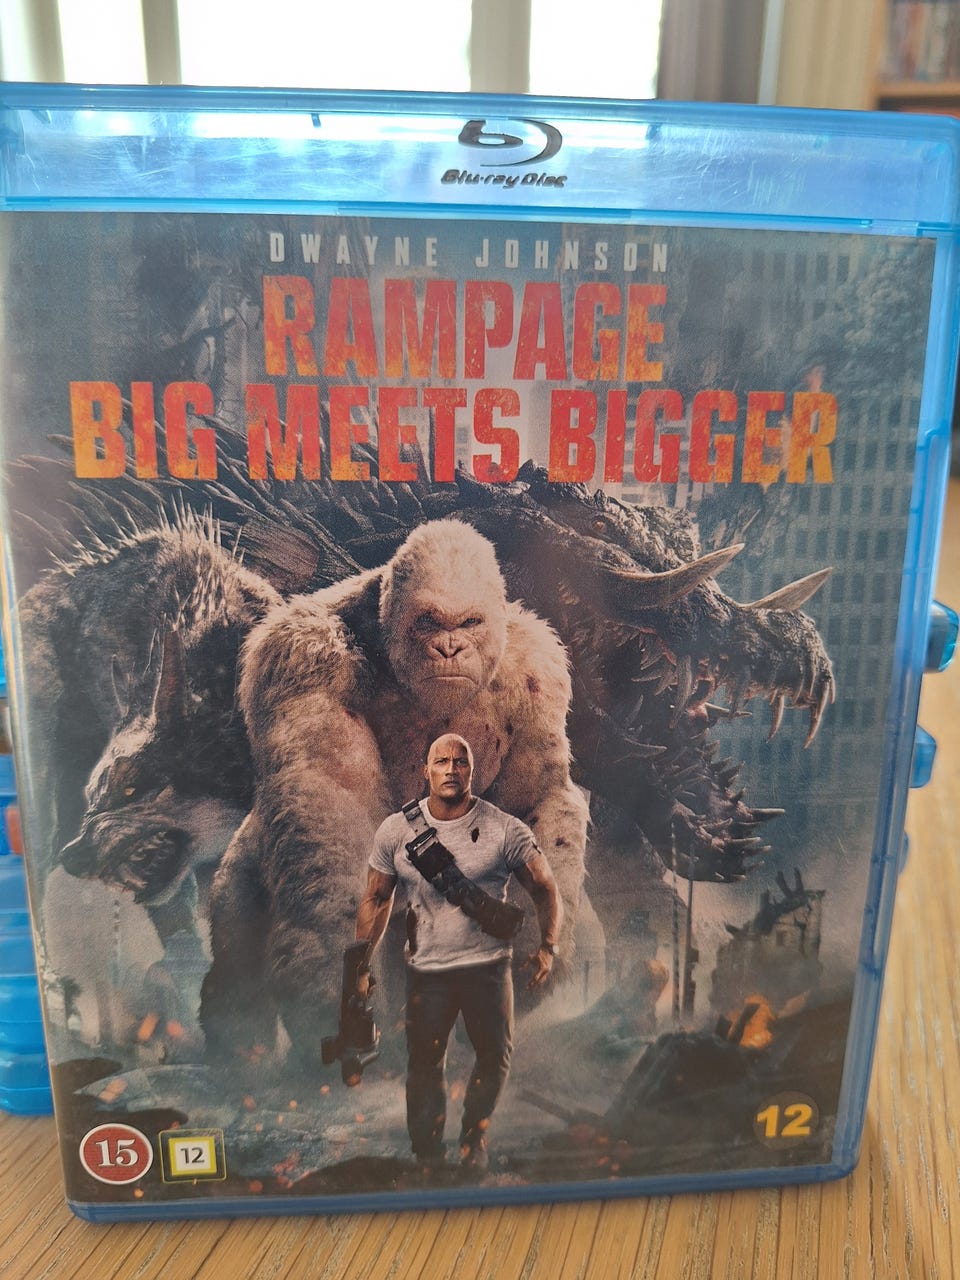 Blu-ray Disc
DWAYNE JOHNSON
RAMPAGE
BIG MEETS BIGGER
15
12
12